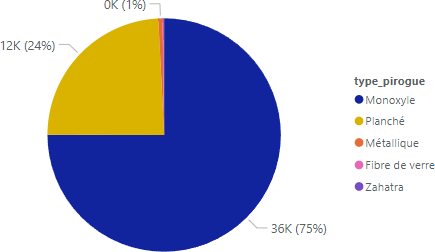 0K (1%)
12K (24%)
type_pirogue
Monoxyle
Planché
Métallique
Fibre de verre
Zahatra
36K (75%)